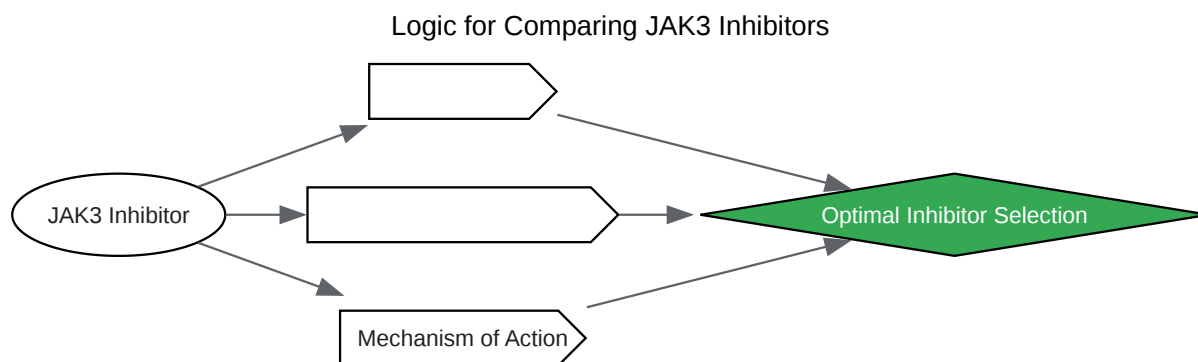 Logic for Comparing JAK3 Inhibitors
JAK3 Inhibitor
Optimal Inhibitor Selection
Mechanism of Action